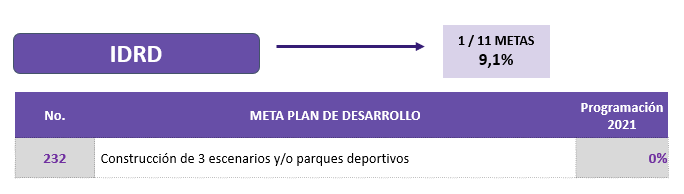 IDRD
1 / 11 METAS
9,1%
No.
META PLAN DE DESARROLLO
Programación
2021
232
Construcción de 3 escenarios y/o parques deportivos
0%